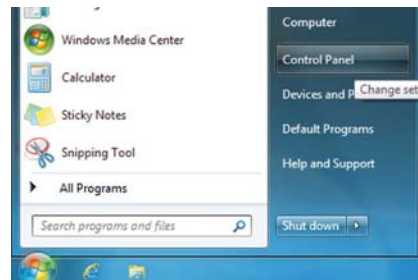 Windows Media Center
Calculator
Sticky Notes
Snipping Tool
All Programs
Search programs and files
Computer
Control Panel
Devices and P
Change set
Default Programs
Help and Support
Shut down